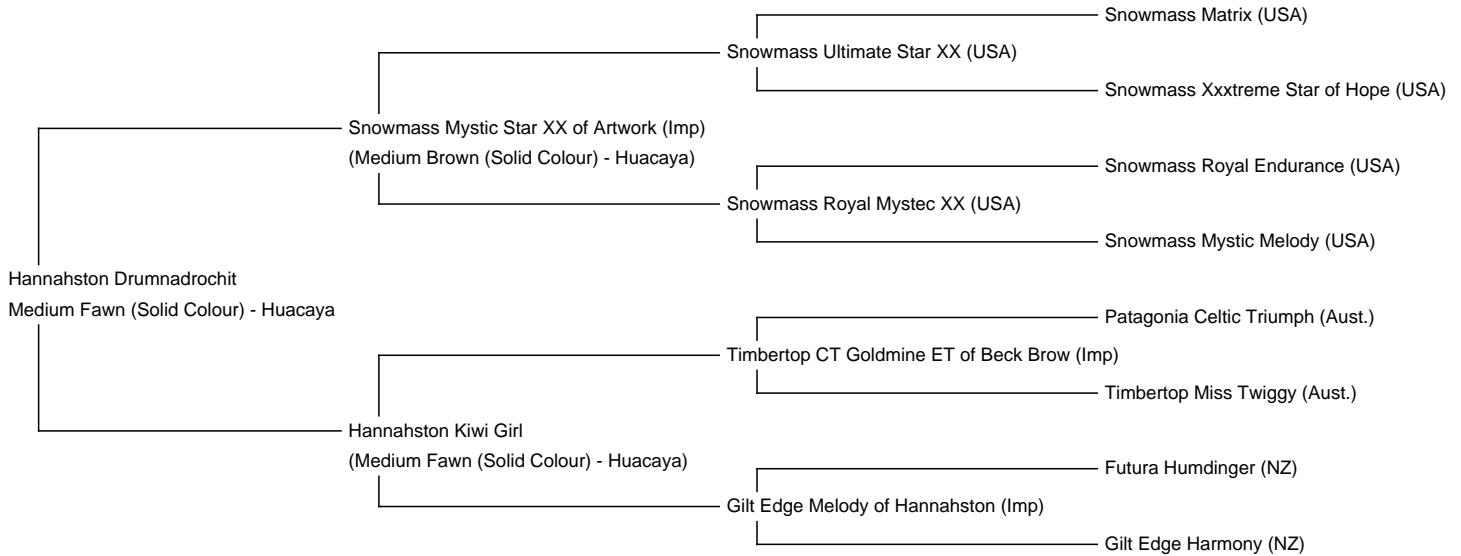 Snowmass Matrix (USA)
Snowmass Ultimate Star XX (USA)
Snowmass Xxxtreme Star of Hope (USA)
Snowmass Mystic Star XX of Artwork (Imp)
(Medium Brown (Solid Colour) - Huacaya)
Snowmass Royal Endurance (USA)
Snowmass Royal Mystec XX (USA)
Snowmass Mystic Melody (USA)
Hannahston Drumnadrochit
Medium Fawn (Solid Colour) - Huacaya
Patagonia Celtic Triumph (Aust.)
Timbertop CT Goldmine ET of Beck Brow (Imp)
Timbertop Miss Twiggy (Aust.)
Hannahston Kiwi Girl
(Medium Fawn (Solid Colour) - Huacaya)
Futura Humdinger (NZ)
Gilt Edge Melody of Hannahston (Imp)
Gilt Edge Harmony (NZ)